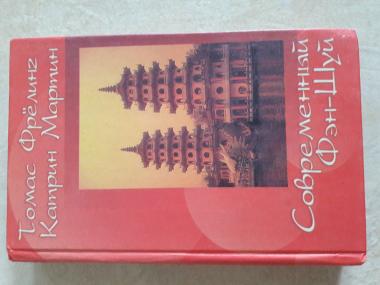 Томас Фрёлинг
Катрин Мартин
Современный
Фэн-Шуй